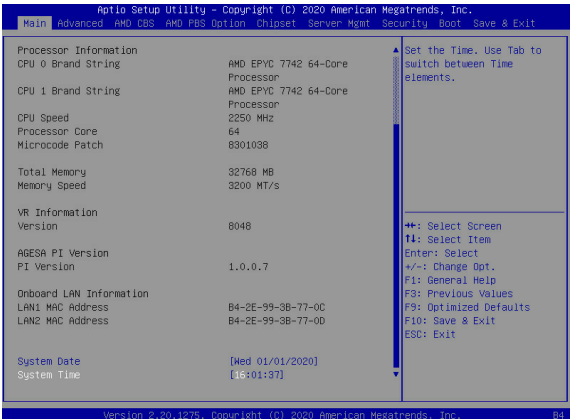 Aptio Setup Utility – Copyright (C) 2020 American Megatrends, Inc.
Main Advanced AMD CBS AMD PBS Option Chipset Server Mgmt Security Boot Save & Exit
Processor Information
CPU 0 Brand String AMD EPYC 7742 64-Core
Processor
CPU 1 Brand String AMD EPYC 7742 64-Core
Processor
CPU Speed 2250 MHz
Processor Core 64
Microcode Patch 8301038
Total Memory 32768 MB
Memory Speed 3200 MT/s
VR Information
Version 8048
AGESA PI Version
PI Version 1.0.0.7
Onboard LAN Information
LAN1 MAC Address B4-2E-99-3B-77-0C
LAN2 MAC Address B4-2E-99-3B-77-0D
System Date [Wed 01/01/2020]
System Time [16:01:37]
Set the Time. Use Tab to
switch between Time
elements.
→←: Select Screen
↑↓: Select Item
Enter: Select
+/-: Change Opt.
F1: General Help
F3: Previous Values
F9: Optimized Defaults
F10: Save & Exit
ESC: Exit
Version 2.20.1275. Copyright (C) 2020 American Megatrends, Inc.
B4